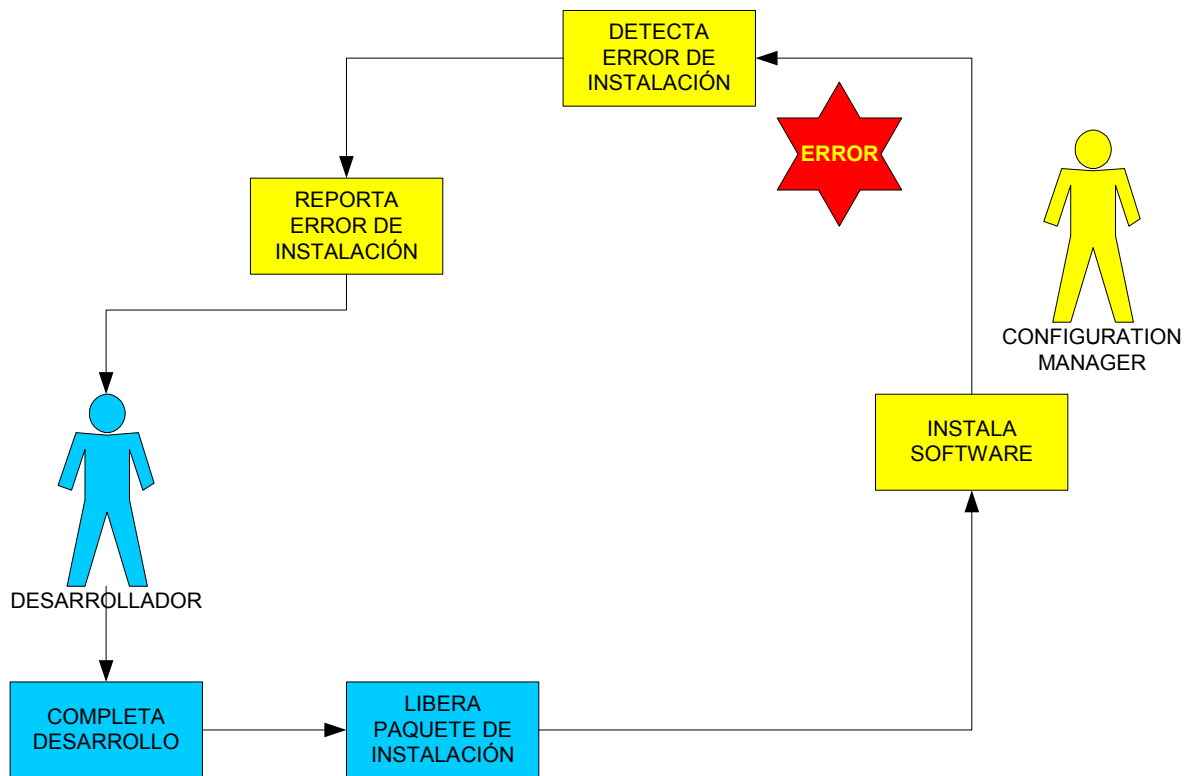 DETECTA
ERROR DE
INSTALACIÓN
ERROR
REPORTA
ERROR DE
INSTALACIÓN
CONFIGURATION
MANAGER
INSTALA
SOFTWARE
DESARROLLADOR
COMPLETA
DESARROLLO
LIBERA
PAQUETE DE
INSTALACIÓN